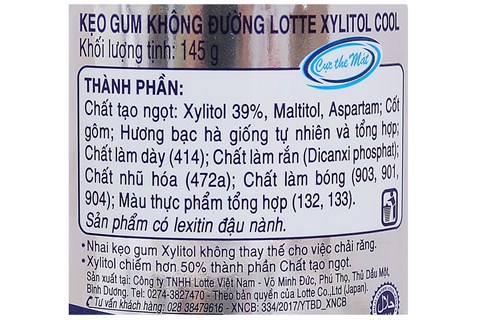 KẸO GUM KHÔNG ĐƯỜNG LOTTE XYLITOL COOL
Khối lượng tịnh: 145 g
Cực the Mát
THÀNH PHẦN:
Chất tạo ngọt: Xylitol 39%, Maltitol, Aspartam; Cốt
gôm; Hương bạc hà giống tự nhiên và tổng hợp;
Chất làm dày (414); Chất làm rắn (Dicanxi phosphat);
Chất nhũ hóa (472a); Chất làm bóng (903, 901,
904); Màu thực phẩm tổng hợp (132, 133).
Sản phẩm có lexitin đậu nành.
• Nhai kẹo gum Xylitol không thay thế cho việc chải răng.
• Xylitol chiếm hơn 50% thành phần Chất tạo ngọt.
Sản xuất tại: Công ty TNHH Lotte Việt Nam - Võ Minh Đức, Phú Thọ, Thủ Dầu Một,
Bình Dương. Tel: 0274-3827470 - Theo bản quyền của Lotte Co.,Ltd (Japan).
Tư vấn khách hàng: 028 38479616 - XNCB: 334/2017/YTBD_XNCB